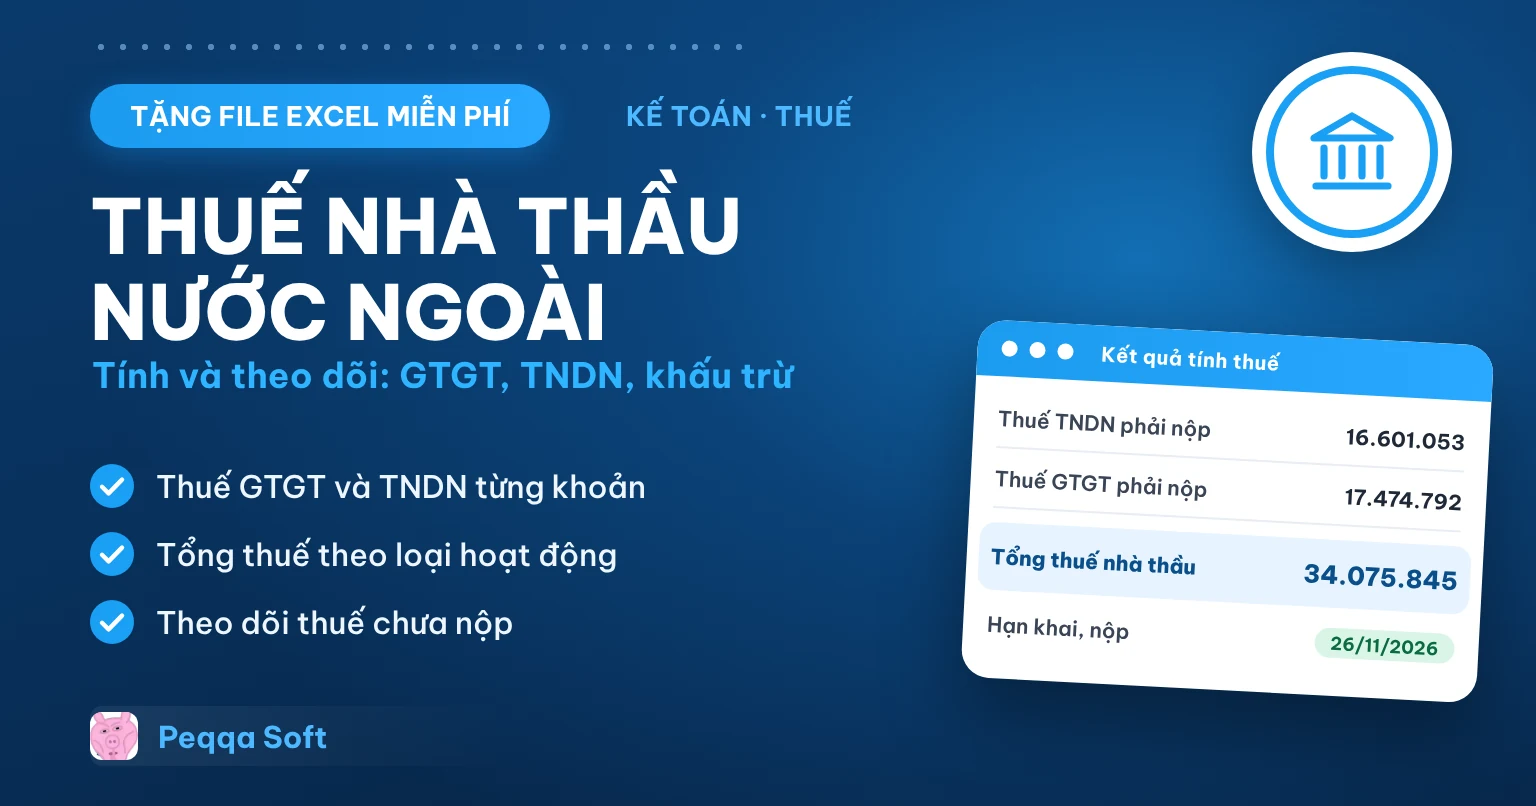 TẶNG FILE EXCEL MIỄN PHÍ
KẾ TOÁN · THUẾ
THUẾ NHÀ THẦU
NƯỚC NGOÀI
Tính và theo dõi: GTGT, TNDN, khấu trừ
Thuế GTGT và TNDN từng khoản
Tổng thuế theo loại hoạt động
Theo dõi thuế chưa nộp
Peqqa Soft
Kết quả tính thuế
Thuế TNDN phải nộp 16.601.053
Thuế GTGT phải nộp 17.474.792
Tổng thuế nhà thầu 34.075.845
Hạn khai, nộp 26/11/2026